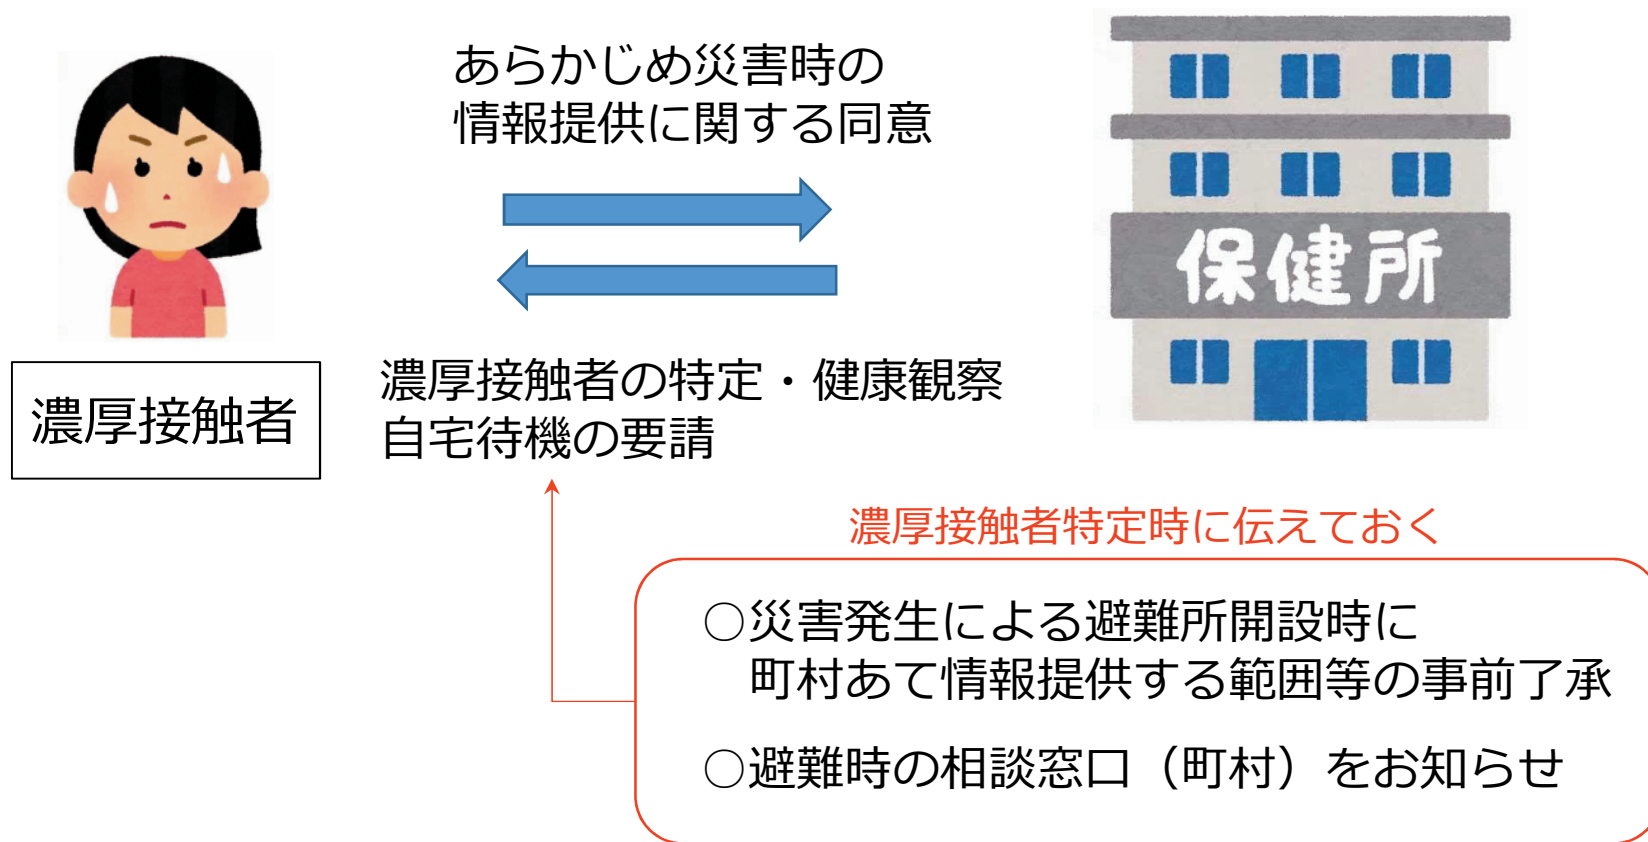 あらかじめ災害時の
情報提供に関する同意
保健所
濃厚接触者
濃厚接触者の特定・健康観察
自宅待機の要請
濃厚接触者特定時に伝えておく
○災害発生による避難所開設時に
町村あて情報提供する範囲等の事前了承
○避難時の相談窓口（町村）をお知らせ